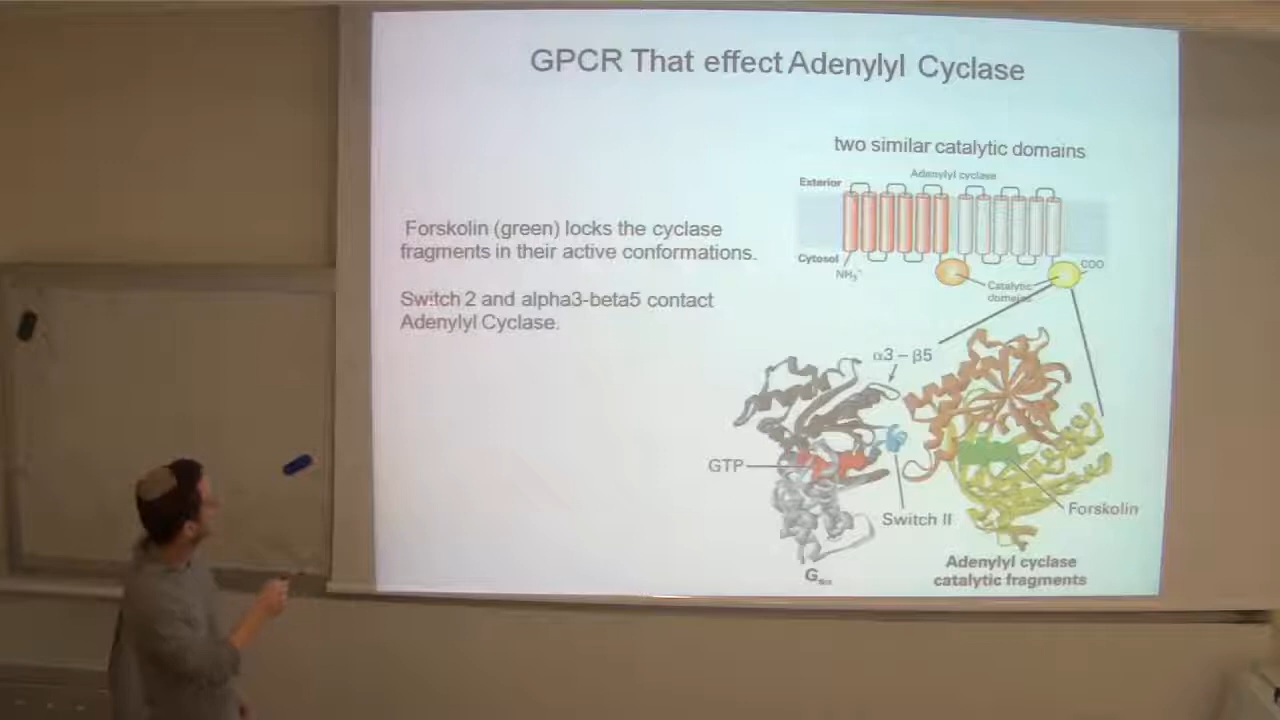 GPCR That effect Adenylyl Cyclase
two similar catalytic domains
Adenylyl cyclase
Exterior
Cytosol
NH₃⁺
COO
Catalytic
domains
Forskolin (green) locks the cyclase
fragments in their active conformations.
Switch 2 and alpha3-beta5 contact
Adenylyl Cyclase.
α3 – β5
GTP
Switch II
Forskolin
Gsα
Adenylyl cyclase
catalytic fragments